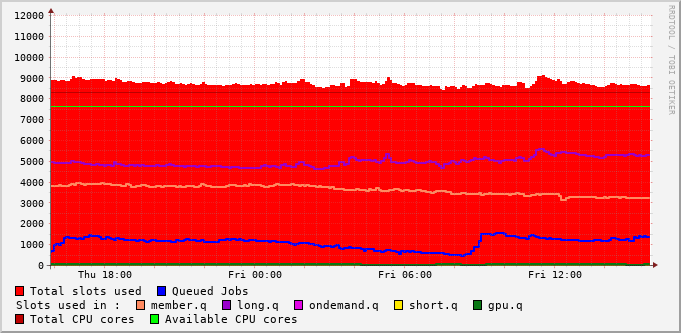 12000
11000
10000
9000
8000
7000
6000
5000
4000
3000
2000
1000
0
Thu 18:00 Fri 00:00 Fri 06:00 Fri 12:00
RRDTOOL / TOBI OETIKER
Total slots used Queued Jobs
Slots used in : member.q long.q ondemand.q short.q gpu.q
Total CPU cores Available CPU cores